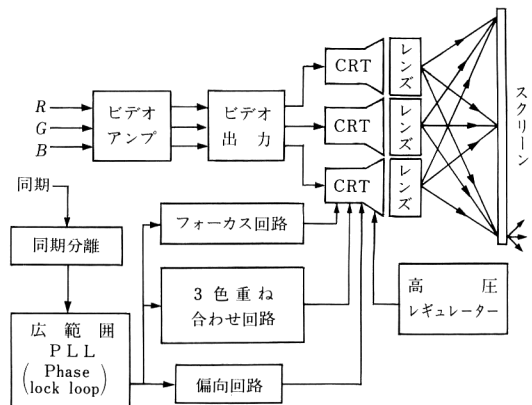 R
G
B
ビデオ
アンプ
ビデオ
出力
CRT
レンズ
CRT
レンズ
CRT
レンズ
スクリーン
同期
同期分離
広範囲
PLL
(Phase
lock loop)
フォーカス回路
3色重ね
合わせ回路
偏向回路
高圧
レギュレーター